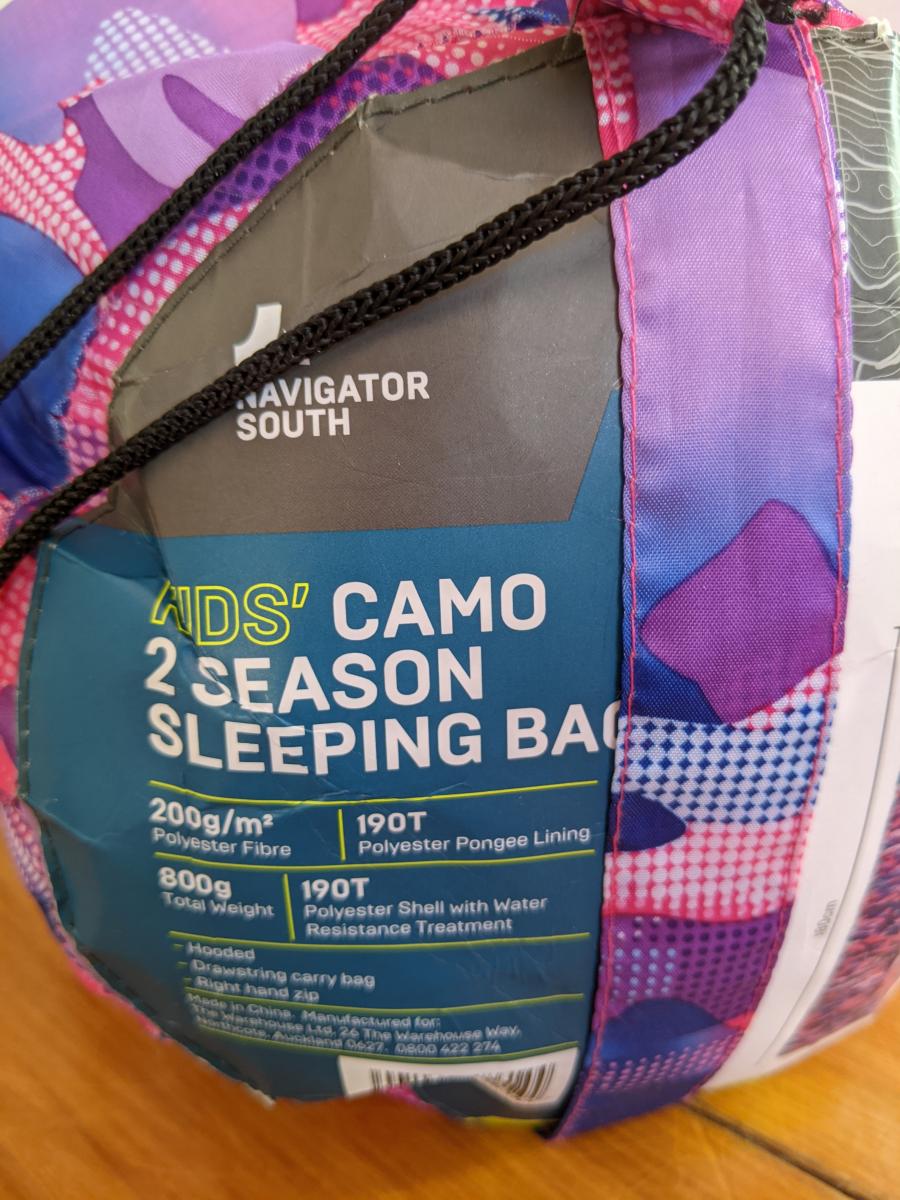 NAVIGATOR
SOUTH
KIDS' CAMO
2 SEASON
SLEEPING BAG
200g/m²
Polyester Fibre
190T
Polyester Pongee Lining
800g
Total Weight
190T
Polyester Shell with Water
Resistance Treatment
- Hooded
- Drawstring carry bag
- Right hand zip
Made in China. Manufactured for:
The Warehouse Ltd, 26 The Warehouse Way,
Northcote, Auckland 0627. 0800 422 274